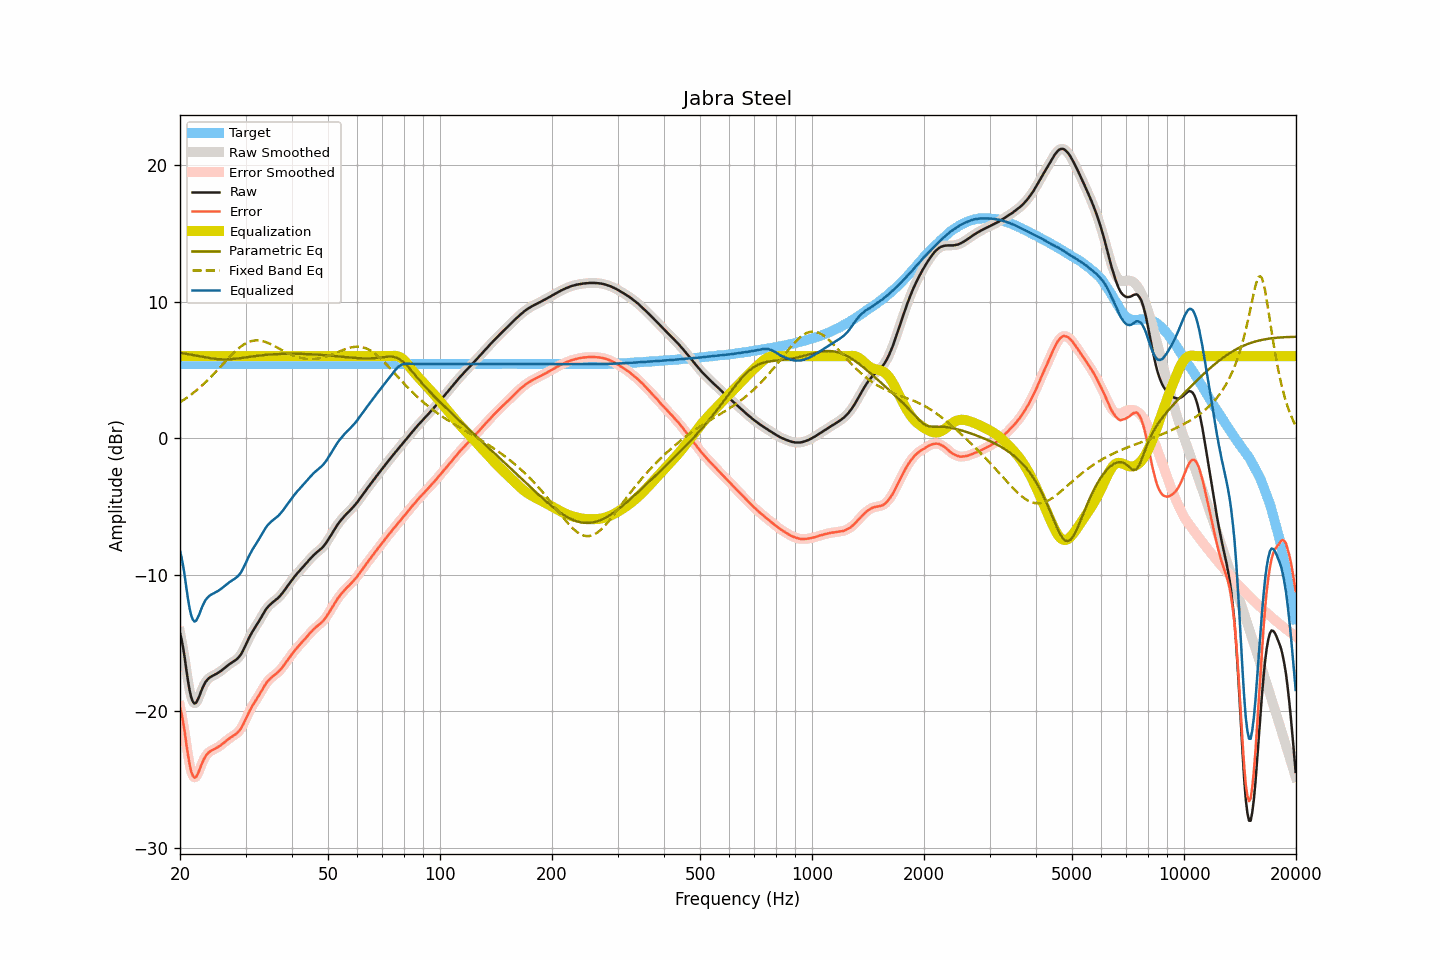 Jabra Steel
Target
Raw Smoothed
Error Smoothed
Raw
Error
Equalization
Parametric Eq
Fixed Band Eq
Equalized
20
10
0
−10
−20
−30
Amplitude (dBr)
20 50 100 200 500 1000 2000 5000 10000 20000
Frequency (Hz)